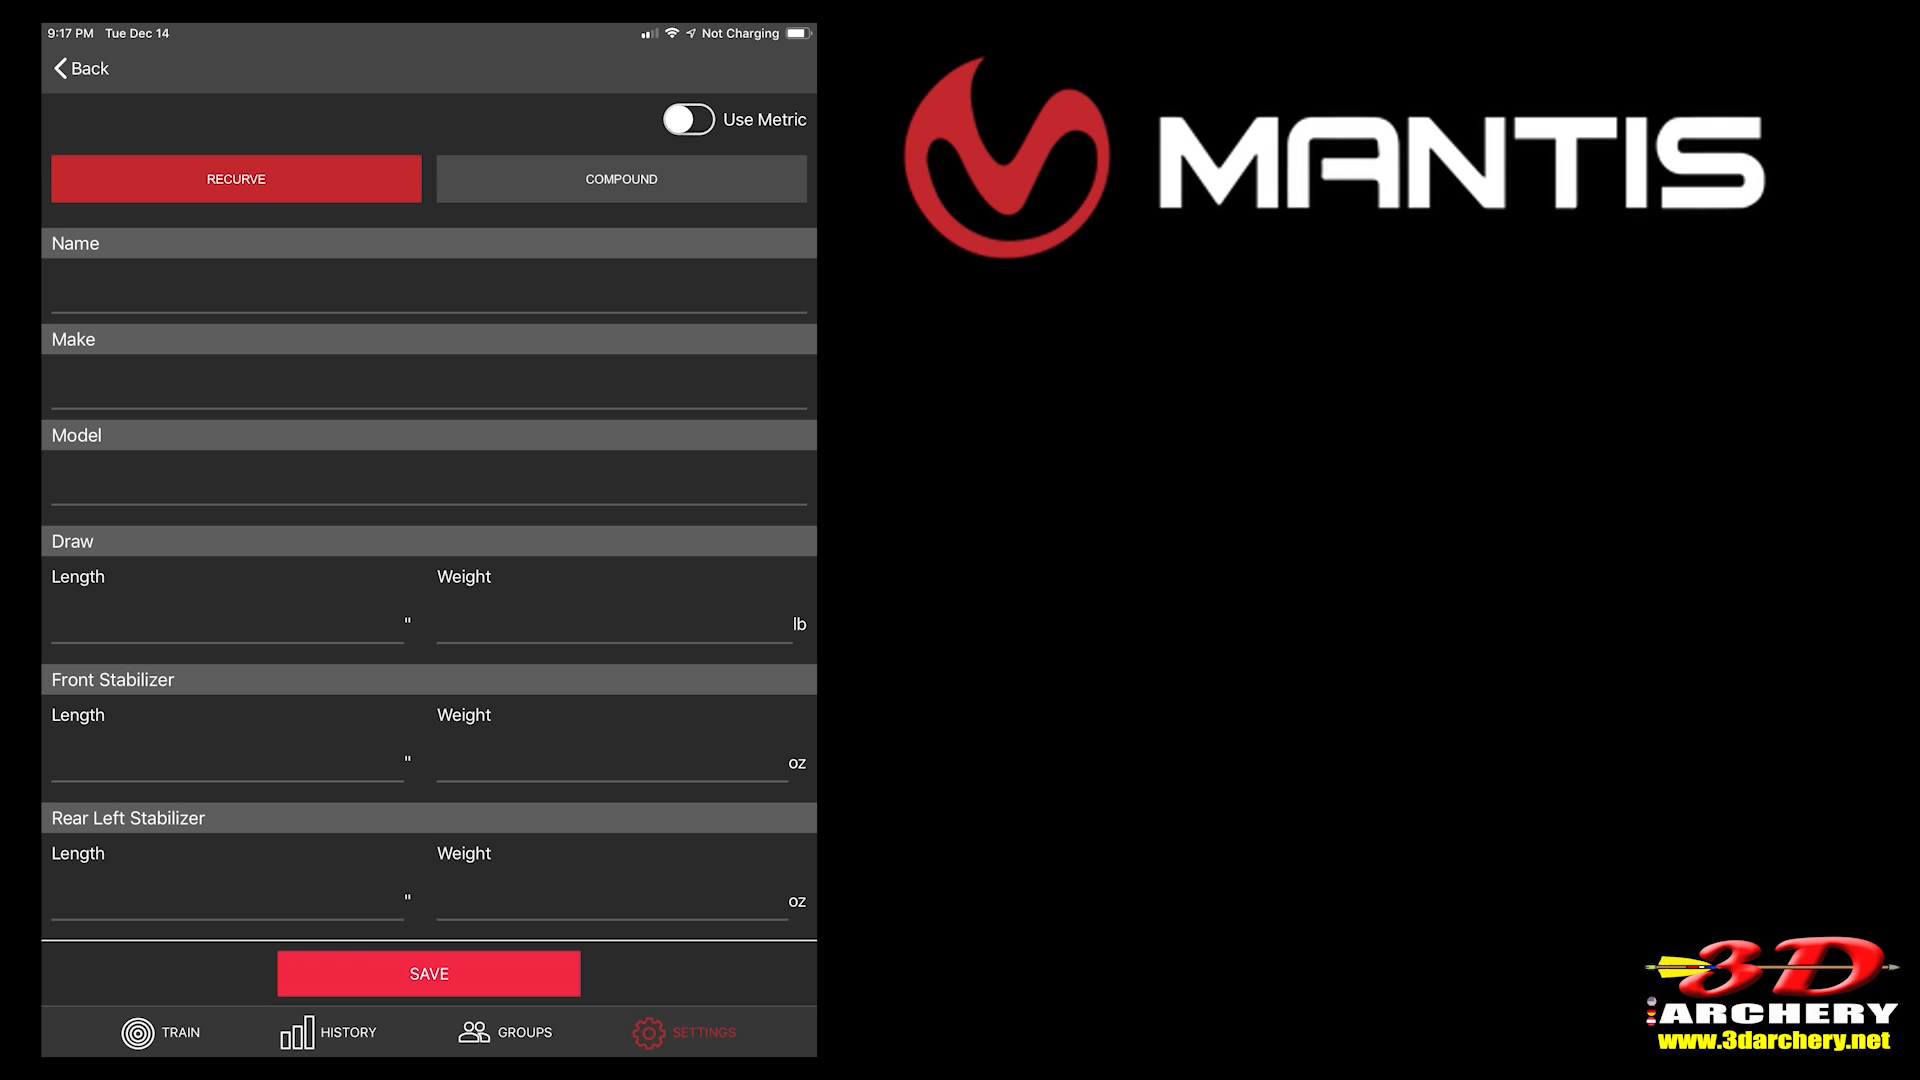 9:17 PM Tue Dec 14
Not Charging
Back
Use Metric
RECURVE
COMPOUND
Name
Make
Model
Draw
Length
Weight
"
lb
Front Stabilizer
Length
Weight
"
oz
Rear Left Stabilizer
Length
Weight
"
oz
SAVE
TRAIN
HISTORY
GROUPS
SETTINGS
MANTIS
3D
ARCHERY
www.3darchery.net